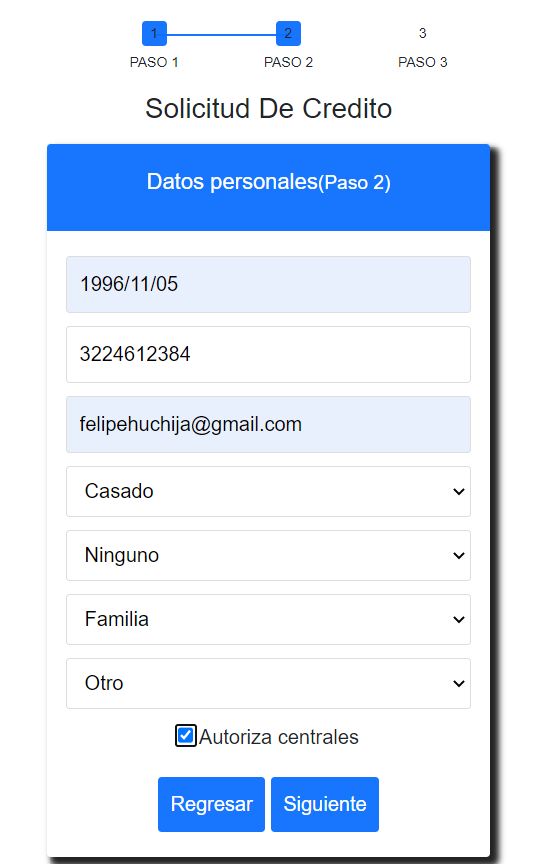 1 2 3
PASO 1 PASO 2 PASO 3
Solicitud De Credito
Datos personales(Paso 2)
1996/11/05
3224612384
felipehuchija@gmail.com
Casado
Ninguno
Familia
Otro
Autoriza centrales
Regresar Siguiente